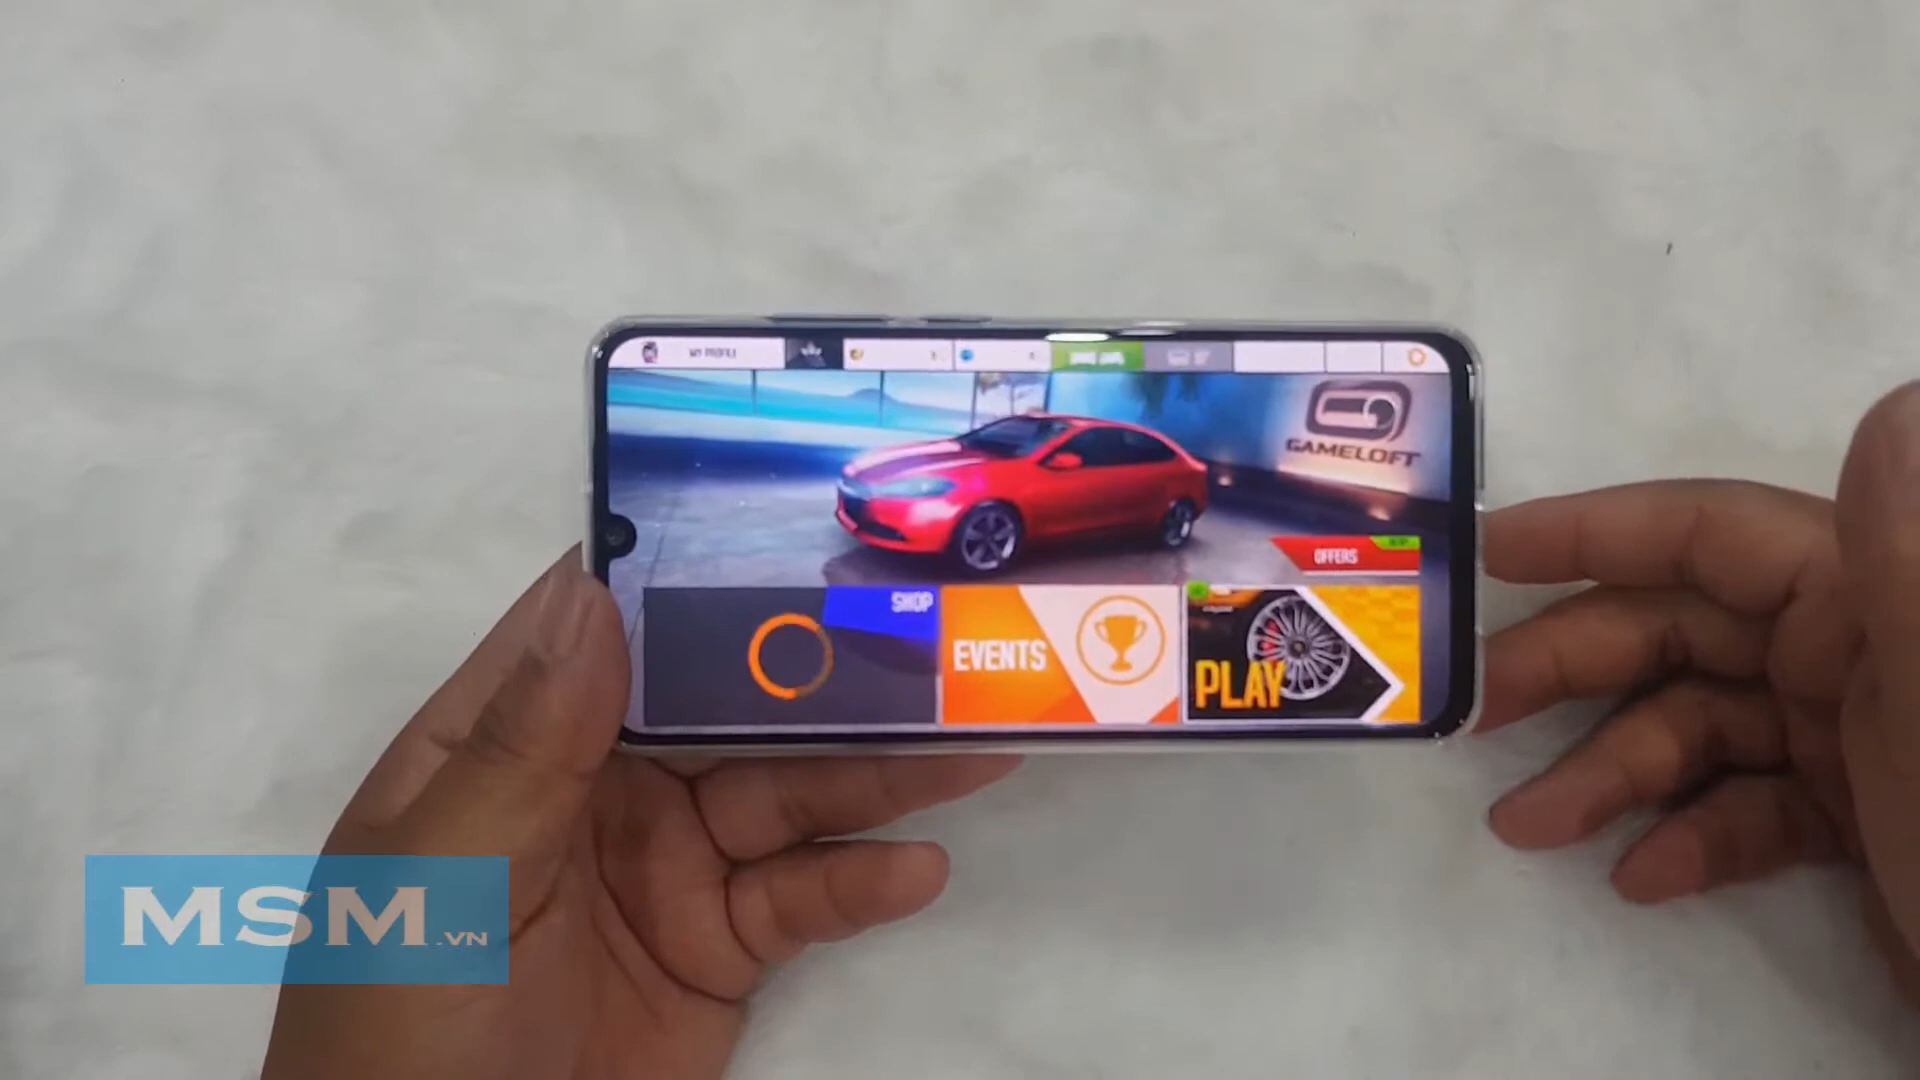 MY PROFILE
GAMELOFT
OFFERS
SHOP
EVENTS
PLAY
MSM.VN